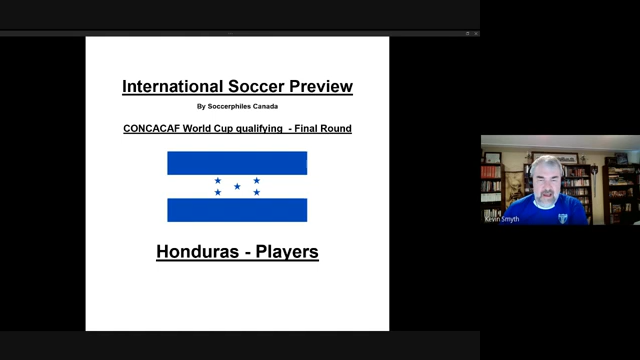 International Soccer Preview
By Soccerphiles Canada
CONCACAF World Cup qualifying - Final Round
Honduras - Players
Kevin Smyth